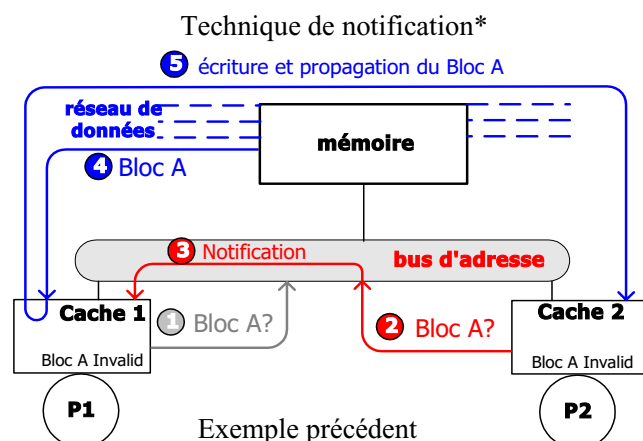 Technique de notification*
5 écriture et propagation du Bloc A
réseau de
données
mémoire
4 Bloc A
3 Notification
bus d'adresse
Cache 1
1 Bloc A?
2 Bloc A?
Cache 2
Bloc A Invalid
Bloc A Invalid
P1
P2
Exemple précédent